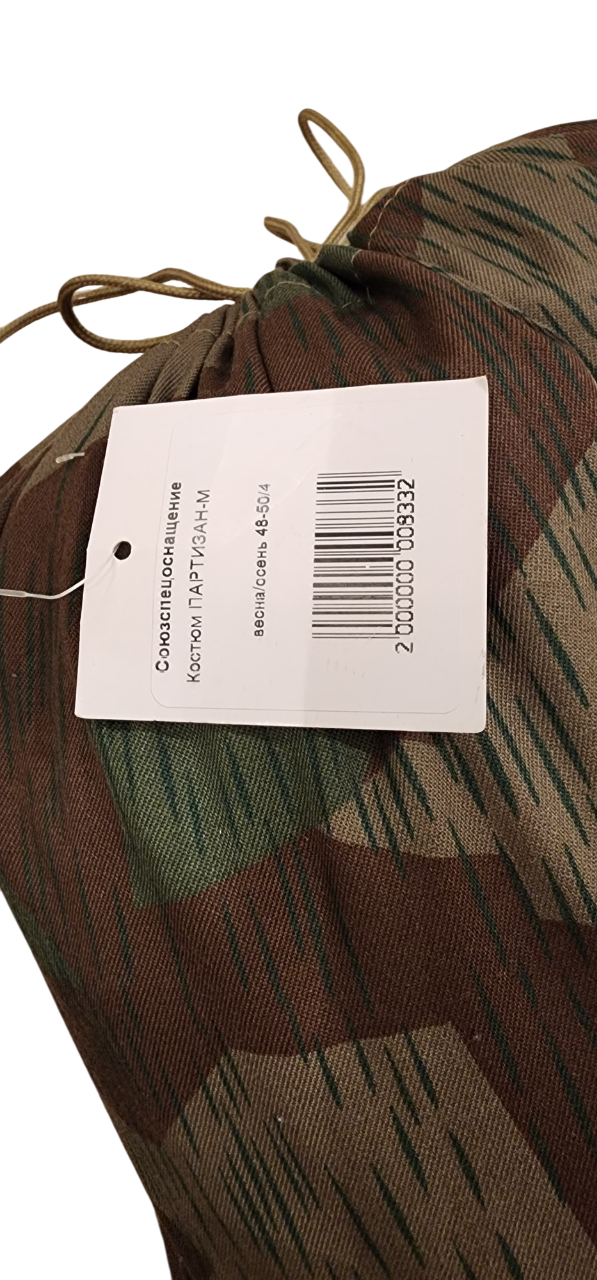 Союзспецоснащение
Костюм ПАРТИЗАН-М
весна/осень 48-50/4
2 000000 008332